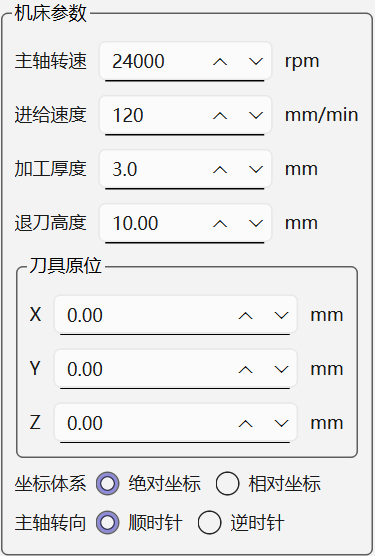 机床参数
主轴转速 24000 rpm
进给速度 120 mm/min
加工厚度 3.0 mm
退刀高度 10.00 mm
刀具原位
X 0.00 mm
Y 0.00 mm
Z 0.00 mm
坐标体系 绝对坐标 相对坐标
主轴转向 顺时针 逆时针